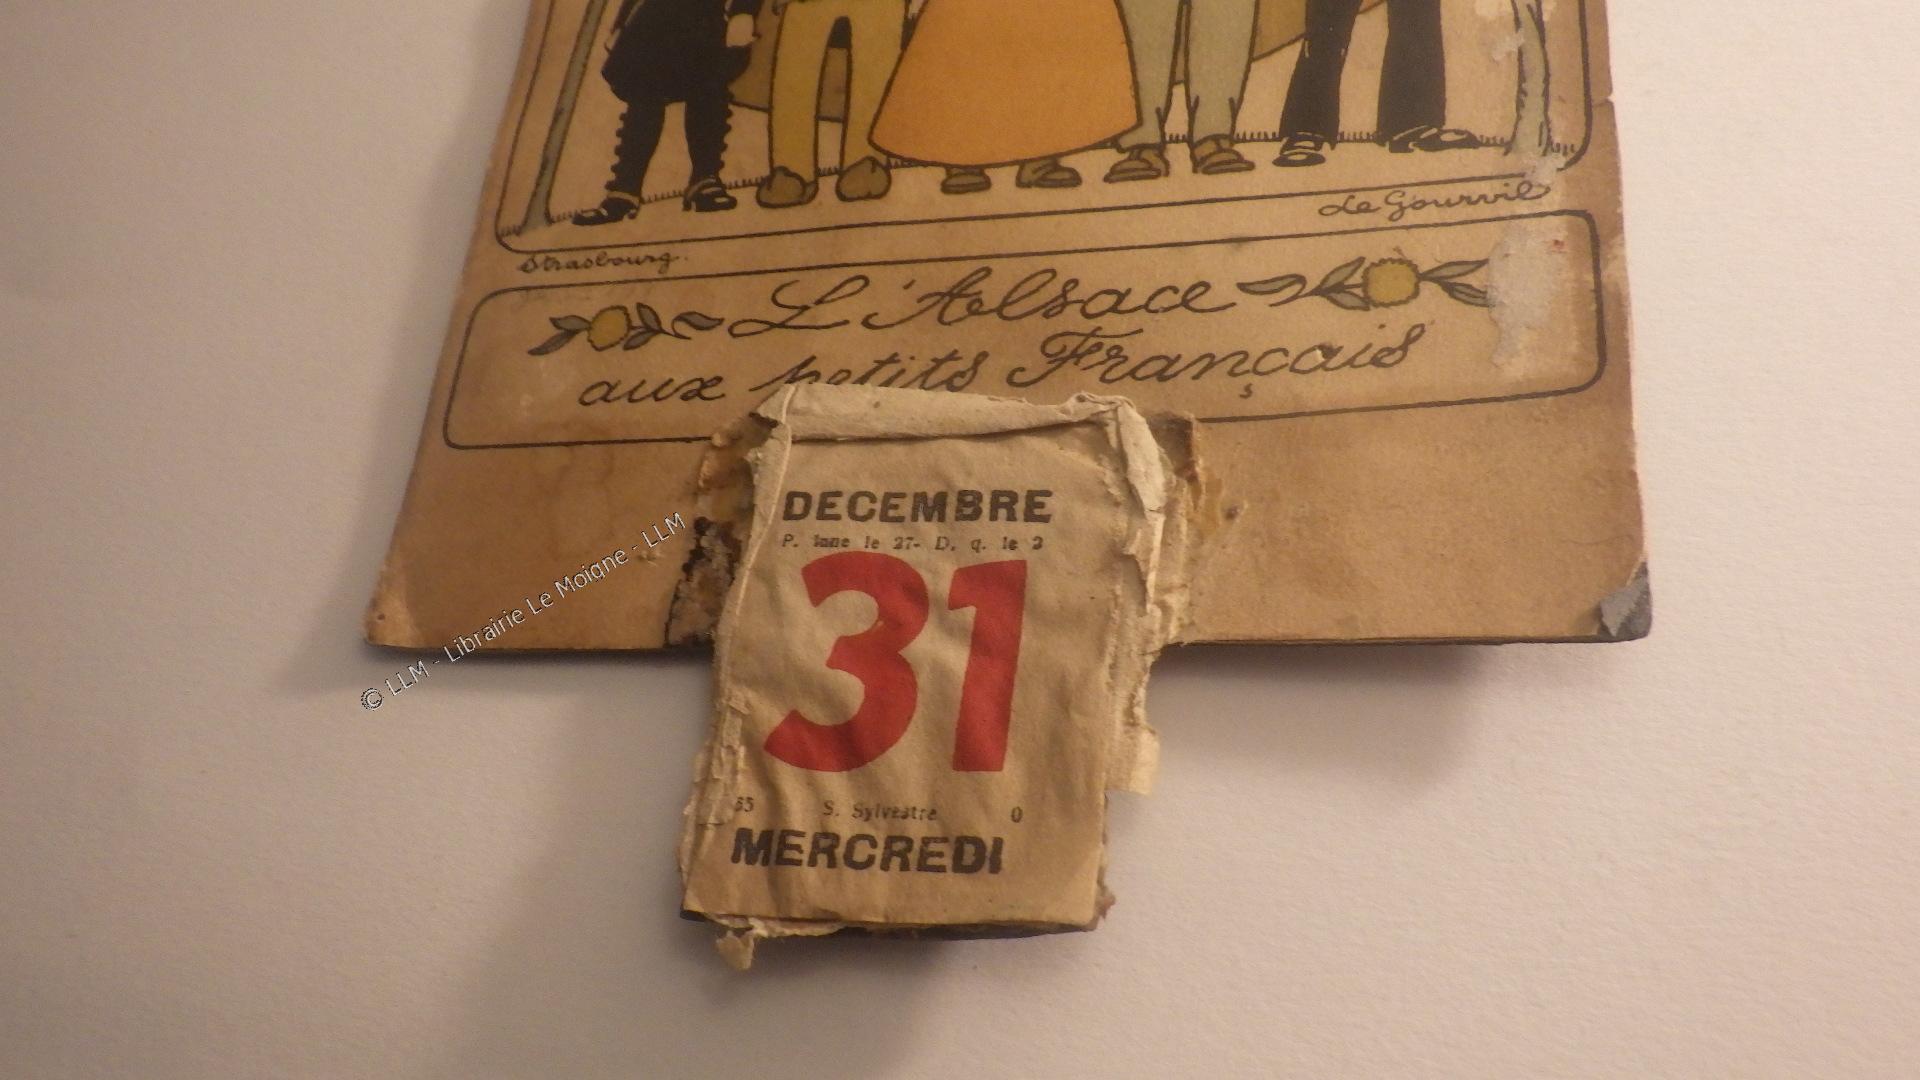 Le Gourvil
Strasbourg.
L'Alsace
aux petits Français
DECEMBRE
P. lune le 27- D. q. le 3
31
65 S. Sylvestre 0
MERCREDI
© LLM - Librairie Le Moigne - LLM